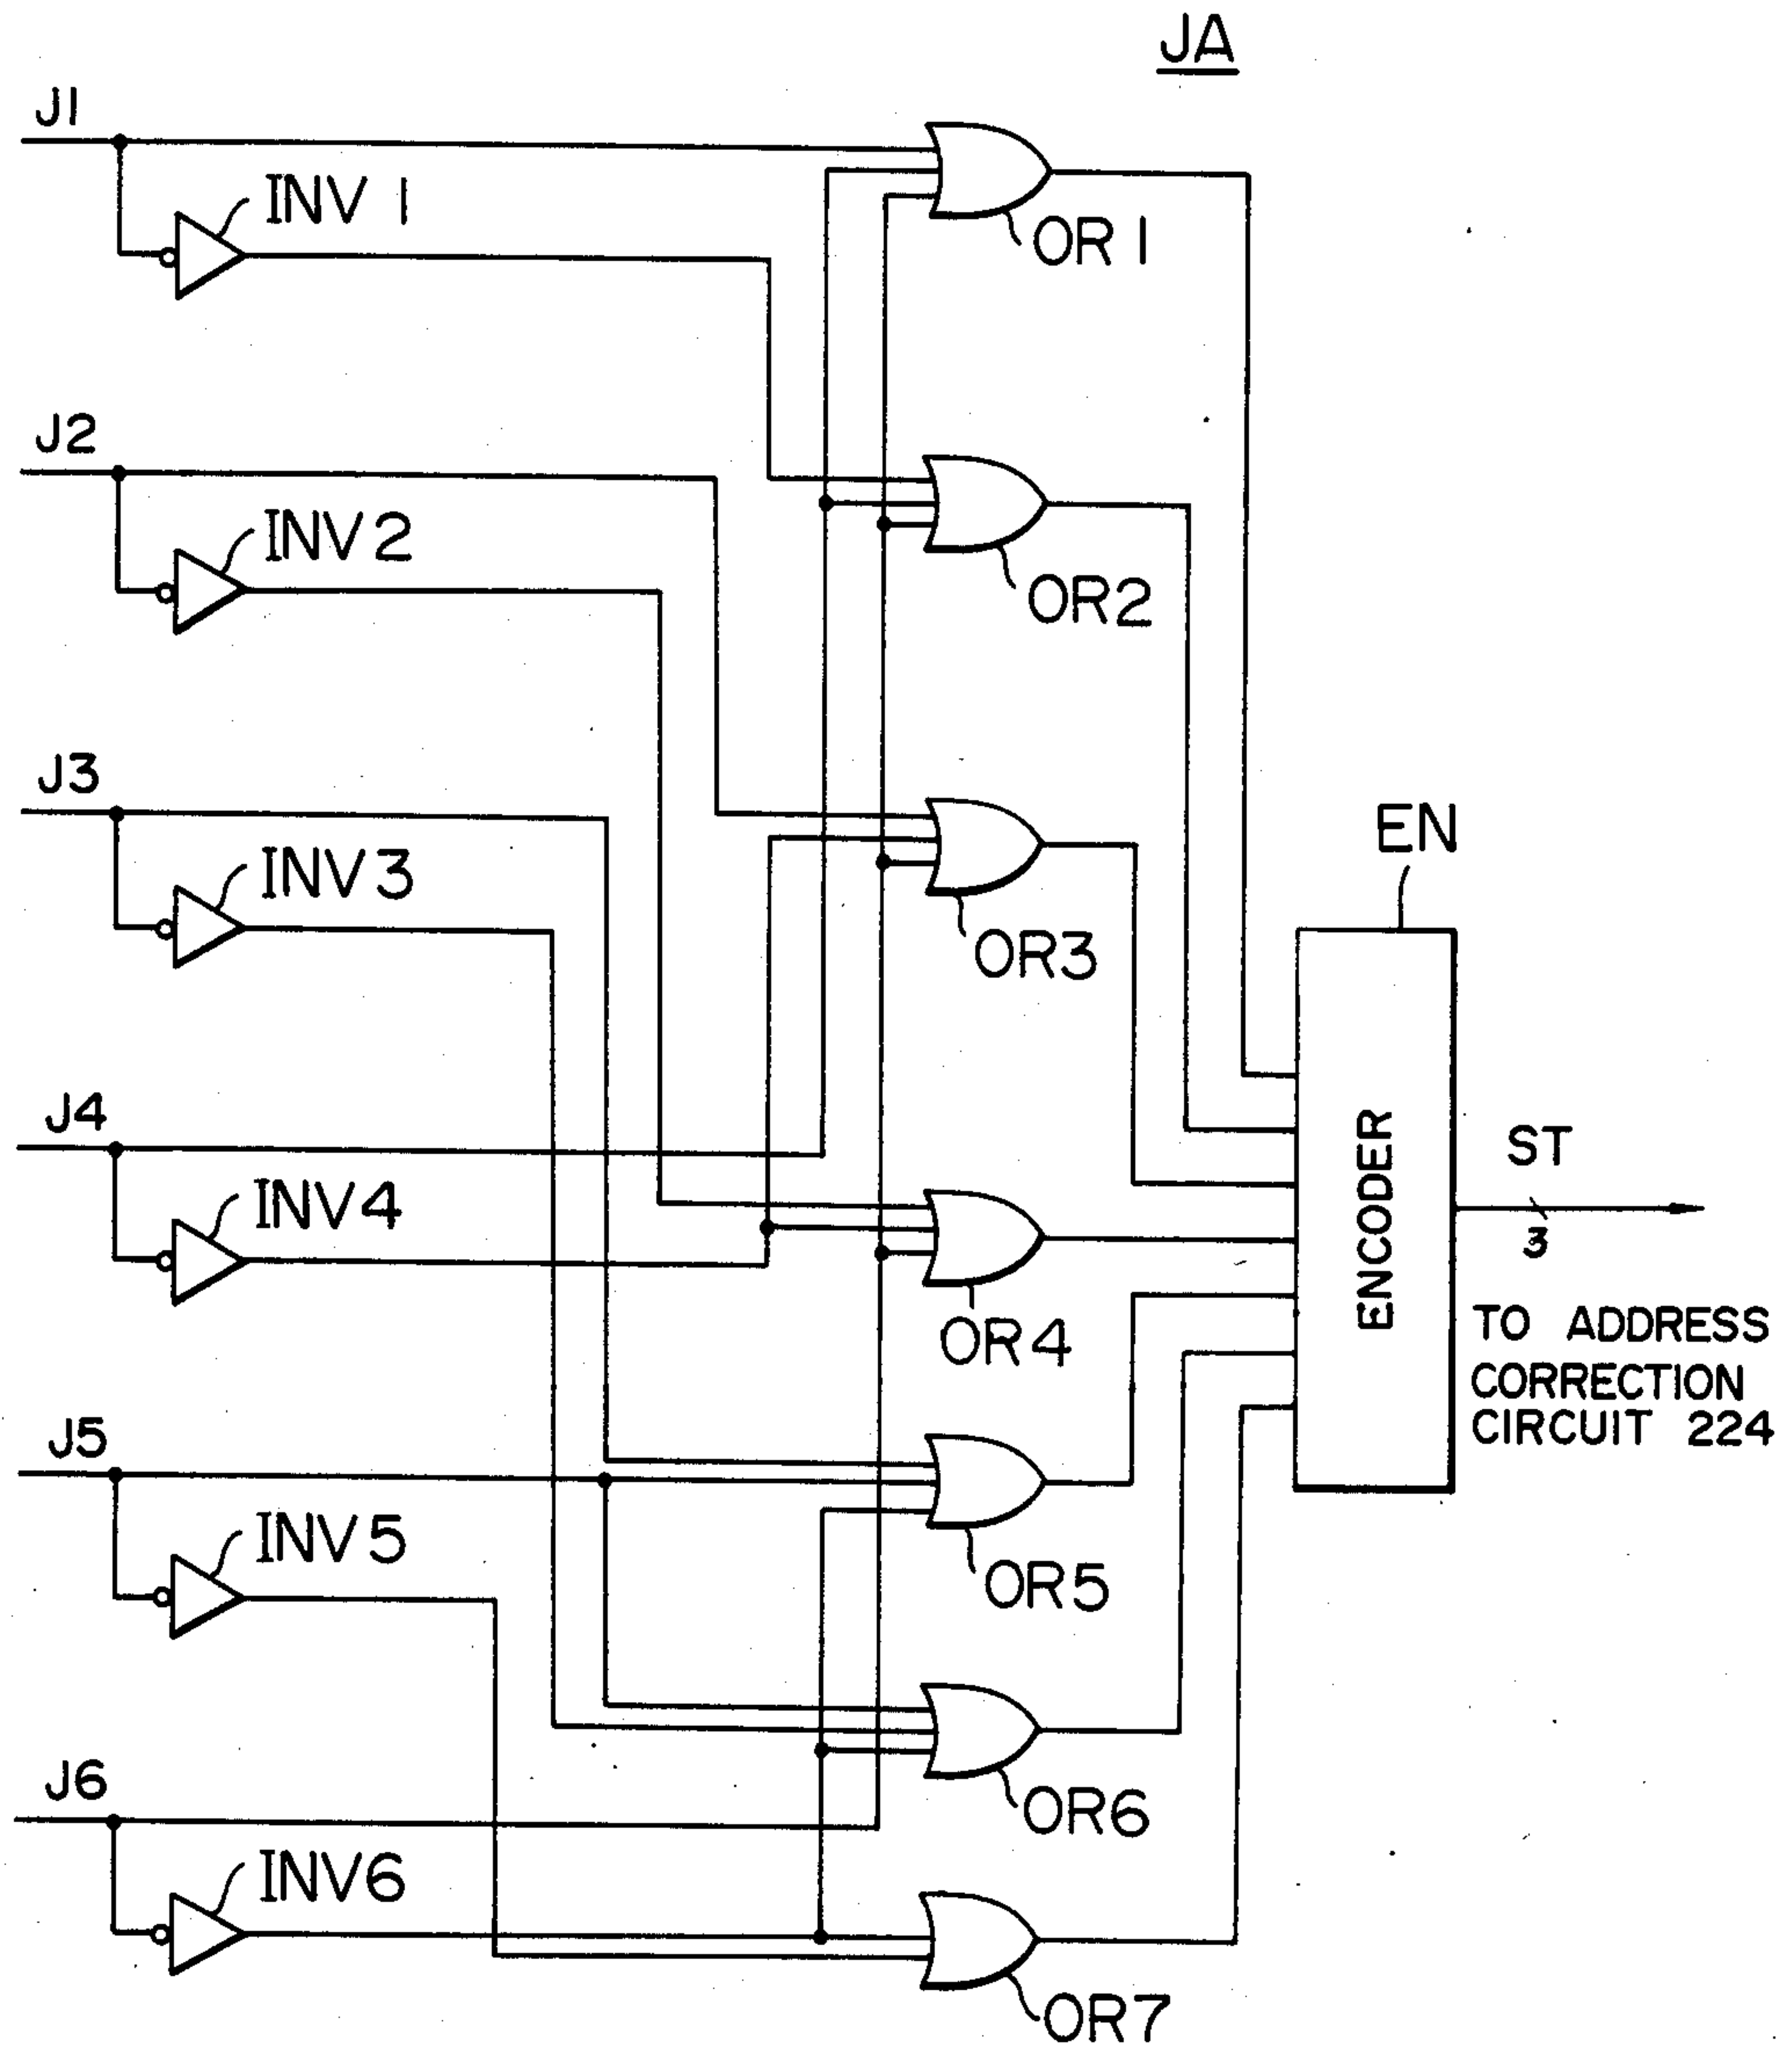 JA
J1
INV 1
OR 1
J2
INV2
OR2
J3
INV3
OR3
EN
J4
INV4
OR4
ENCODER
ST
3
TO ADDRESS
CORRECTION
CIRCUIT 224
J5
INV5
OR5
J6
INV6
OR6
OR7